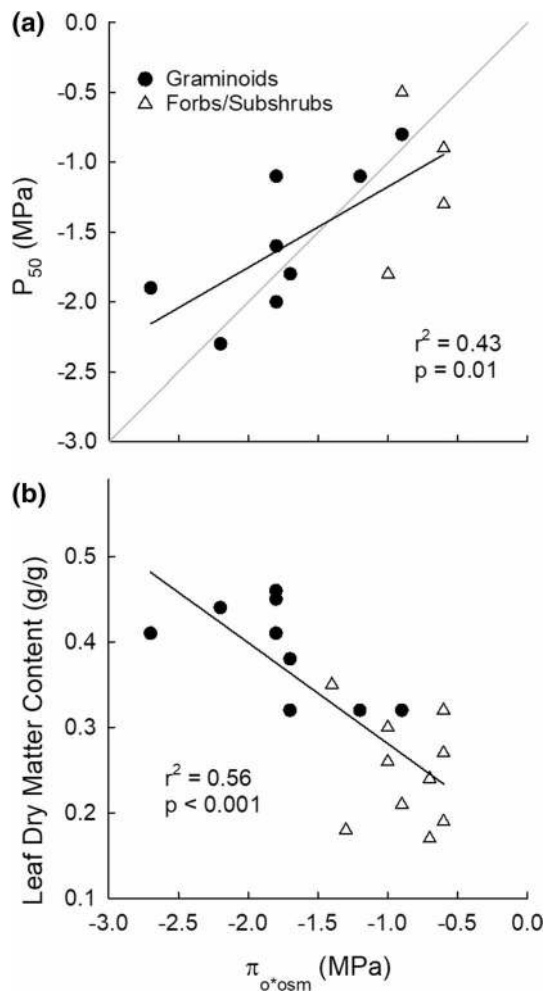 (a)
0.0
-0.5
-1.0
-1.5
-2.0
-2.5
-3.0
P50 (MPa)
Graminoids
Forbs/Subshrubs
r2 = 0.43
p = 0.01
(b)
0.5
0.4
0.3
0.2
0.1
Leaf Dry Matter Content (g/g)
r2 = 0.56
p < 0.001
-3.0 -2.5 -2.0 -1.5 -1.0 -0.5 0.0
πo*osm (MPa)